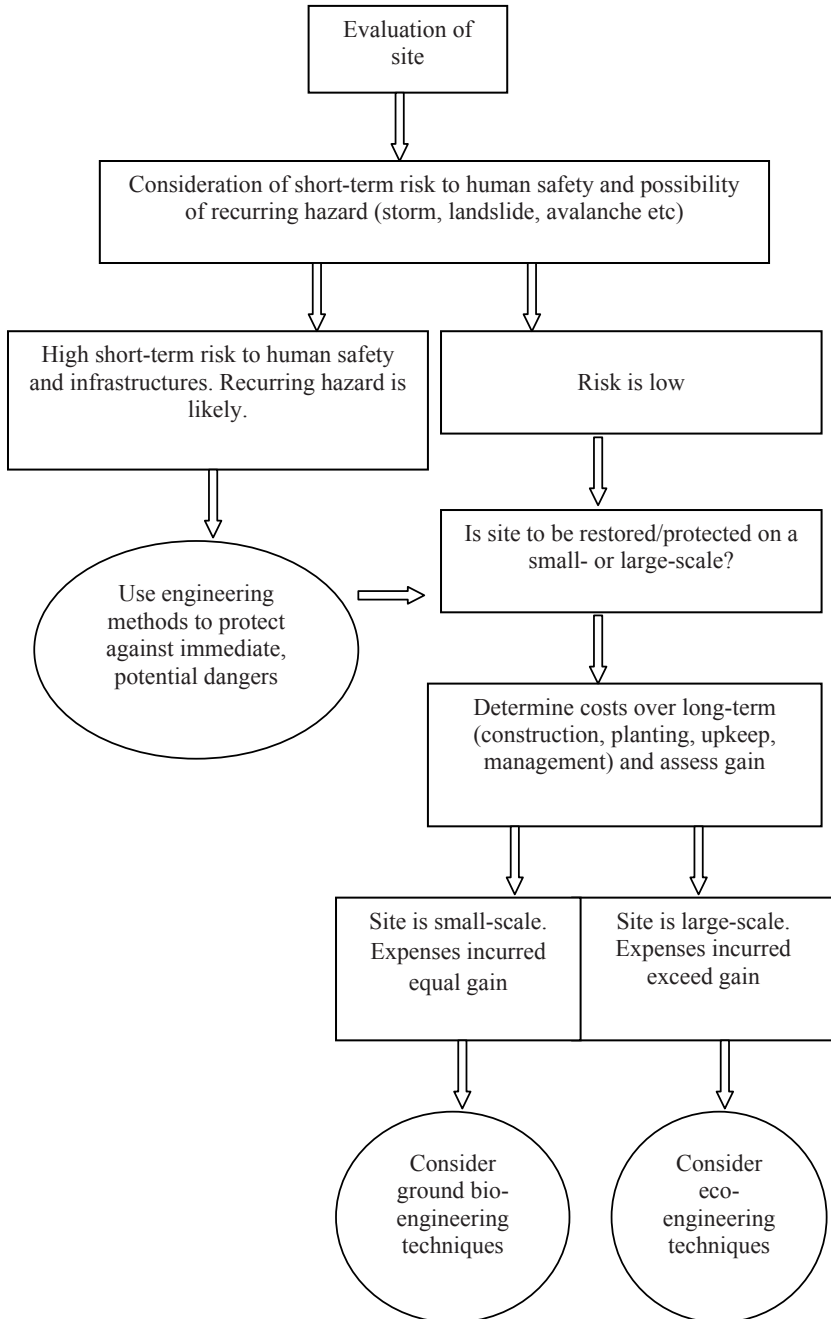 Evaluation of
site
Consideration of short-term risk to human safety and possibility
of recurring hazard (storm, landslide, avalanche etc)
High short-term risk to human safety
and infrastructures. Recurring hazard is
likely.
Risk is low
Is site to be restored/protected on a
small- or large-scale?
Use engineering
methods to protect
against immediate,
potential dangers
Determine costs over long-term
(construction, planting, upkeep,
management) and assess gain
Site is small-scale.
Expenses incurred
equal gain
Site is large-scale.
Expenses incurred
exceed gain
Consider
ground bio-
engineering
techniques
Consider
eco-
engineering
techniques